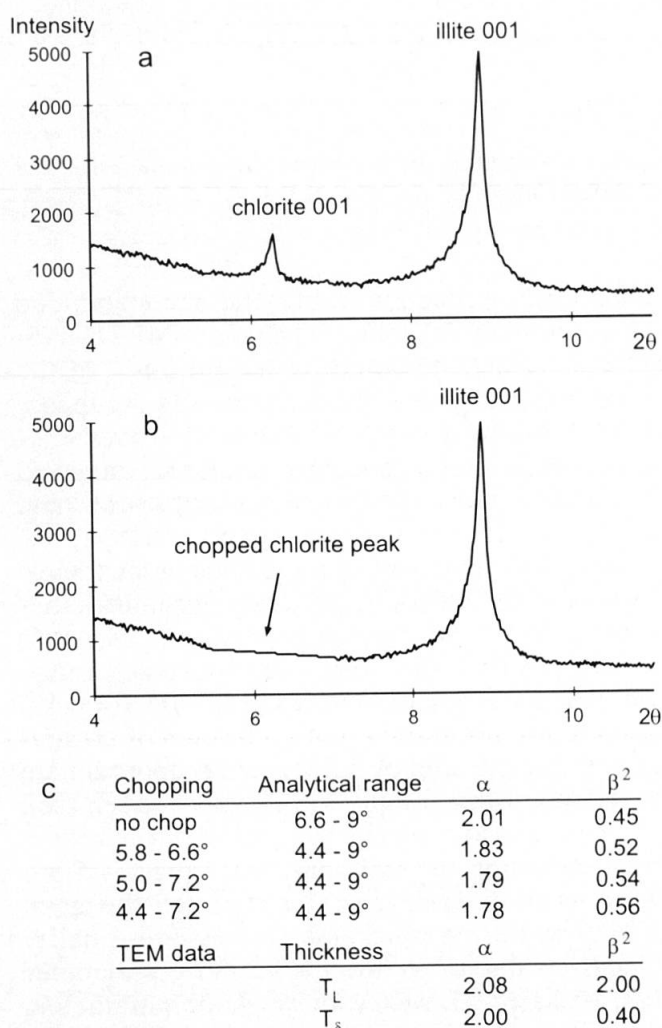 Intensity
illite 001
a
5000
4000
3000
chlorite 001
2000
1000
0
4 6 8 10 2θ
illite 001
b
5000
4000
3000
chopped chlorite peak
2000
1000
0
4 6 8 10 2θ
c Chopping Analytical range α β²
no chop 6.6 - 9° 2.01 0.45
5.8 - 6.6° 4.4 - 9° 1.83 0.52
5.0 - 7.2° 4.4 - 9° 1.79 0.54
4.4 - 7.2° 4.4 - 9° 1.78 0.56
TEM data Thickness α β²
2.08 2.00
Tₛ 2.00 0.40